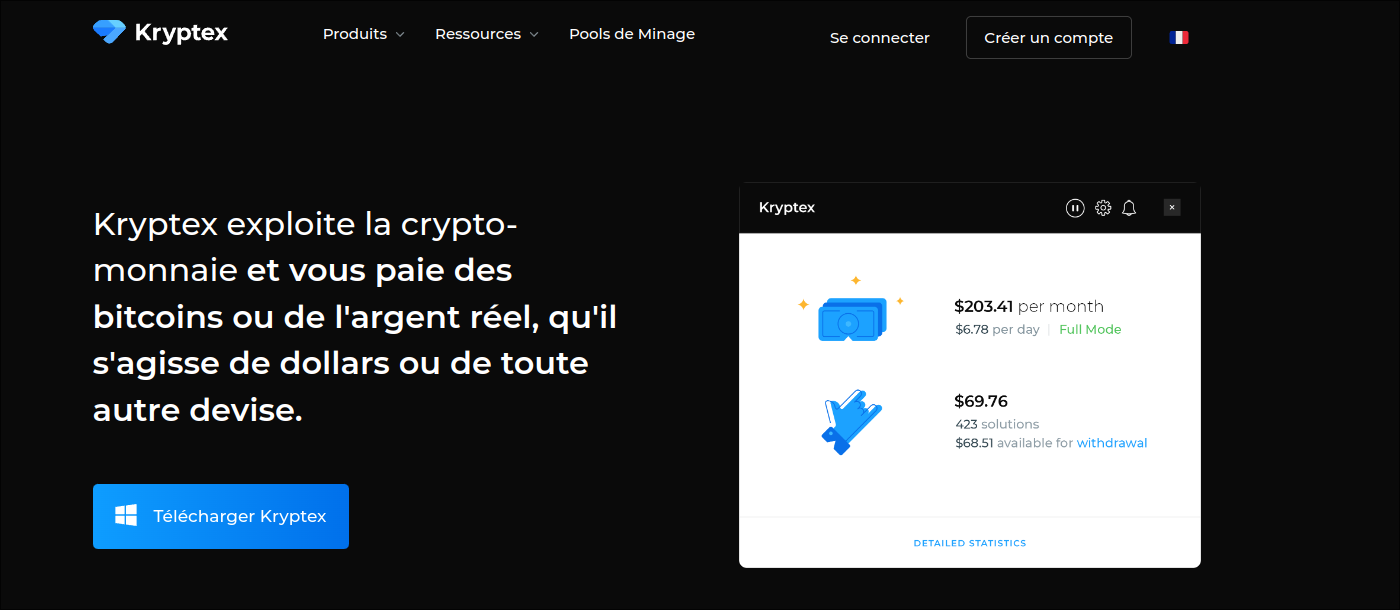 Kryptex
Produits
Ressources
Pools de Minage
Se connecter
Créer un compte
Kryptex exploite la crypto-
monnaie et vous paie des
bitcoins ou de l'argent réel, qu'il
s'agisse de dollars ou de toute
autre devise.
Télécharger Kryptex
Kryptex
$203.41 per month
$6.78 per day | Full Mode
$69.76
423 solutions
$68.51 available for withdrawal
DETAILED STATISTICS